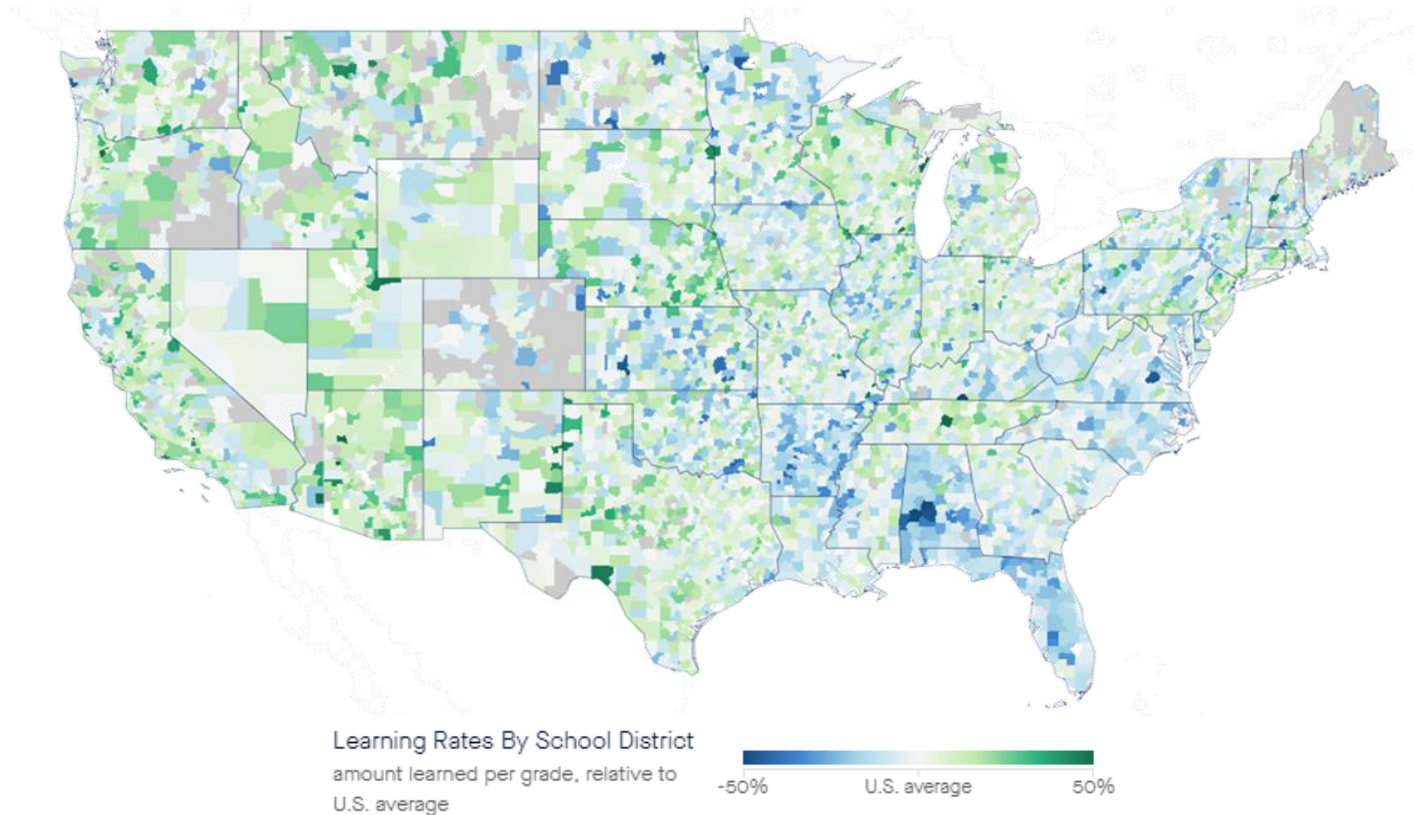 Learning Rates By School District
amount learned per grade, relative to
U.S. average
-50%
U.S. average
50%